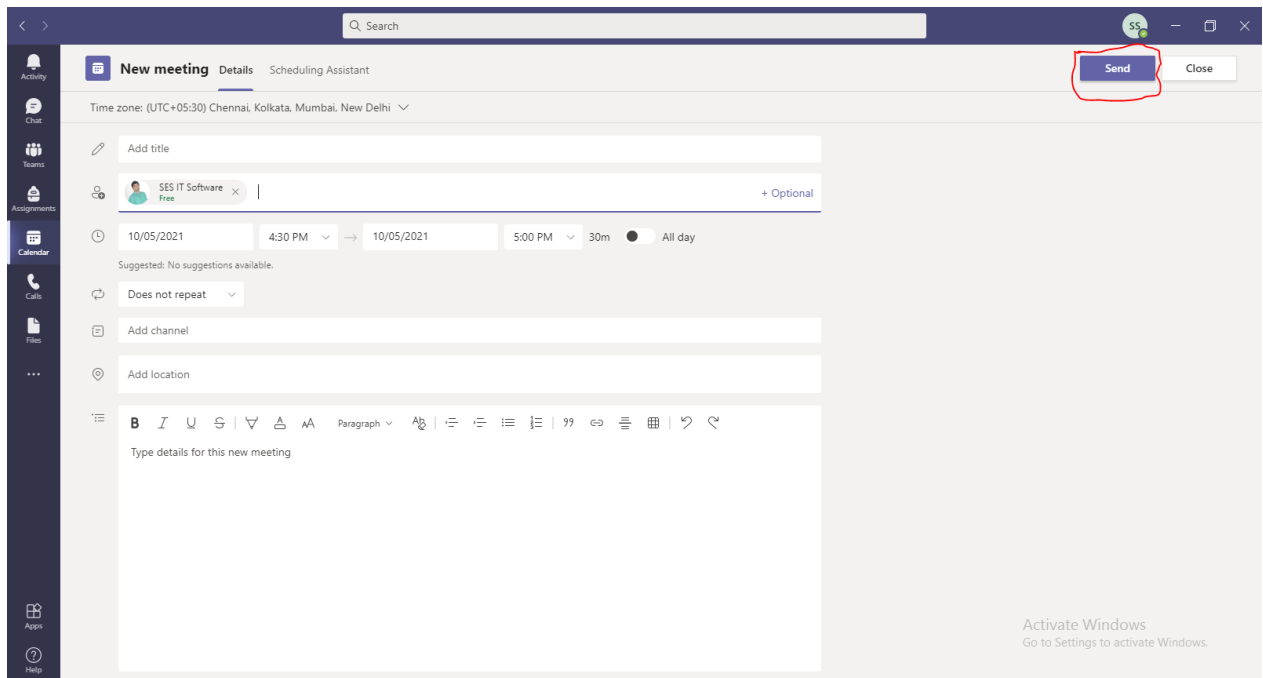 Search
SS
Activity
Chat
Teams
Assignments
Calendar
Calls
Files
Apps
Help
New meeting Details Scheduling Assistant
Send Close
Time zone: (UTC+05:30) Chennai, Kolkata, Mumbai, New Delhi
Add title
SES IT Software
Free
+ Optional
10/05/2021 4:30 PM → 10/05/2021 5:00 PM 30m All day
Suggested: No suggestions available.
Does not repeat
Add channel
Add location
B I U S A AA Paragraph Ab
Type details for this new meeting
Activate Windows
Go to Settings to activate Windows.